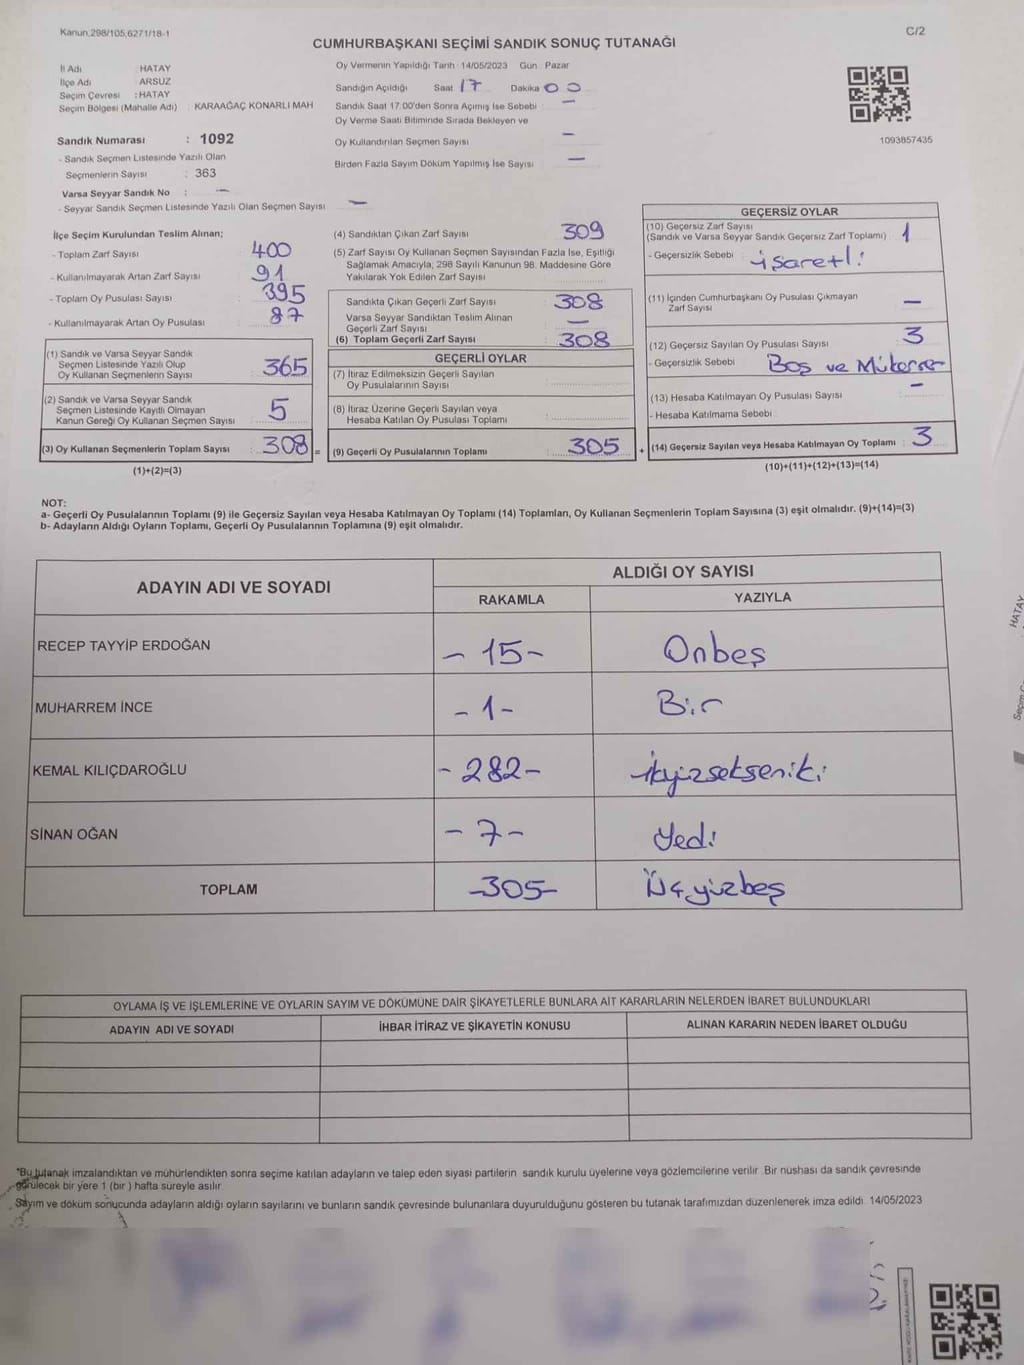 Kanun,298/105,6271/18-1
C/2
CUMHURBAŞKANI SEÇİMİ SANDIK SONUÇ TUTANAĞI
İl Adı : HATAY
İlçe Adı : ARSUZ
Seçim Çevresi : HATAY
Seçim Bölgesi (Mahalle Adı) : KARAAĞAÇ KONARLI MAH
Sandık Numarası : 1092
- Sandık Seçmen Listesinde Yazılı Olan
Seçmenlerin Sayısı : 363
Varsa Seyyar Sandık No : —
- Seyyar Sandık Seçmen Listesinde Yazılı Olan Seçmen Sayısı —
Oy Vermenin Yapıldığı Tarih : 14/05/2023 Gün : Pazar
Sandığın Açıldığı Saat 17 Dakika 00
Sandık Saat 17.00'den Sonra Açımış İse Sebebi —
Oy Verme Saati Bitiminde Sırada Bekleyen ve
Oy Kullandırılan Seçmen Sayısı —
Birden Fazla Sayım Döküm Yapılmış İse Sayısı —
1093857435
İlçe Seçim Kurulundan Teslim Alınan;
- Toplam Zarf Sayısı 400
- Kullanılmayarak Artan Zarf Sayısı 91
- Toplam Oy Pusulası Sayısı 395
- Kullanılmayarak Artan Oy Pusulası 87
(1) Sandık ve Varsa Seyyar Sandık
Seçmen Listesinde Yazılı Olup
Oy Kullanan Seçmenlerin Sayısı 365
(2) Sandık ve Varsa Seyyar Sandık
Seçmen Listesinde Kayıtlı Olmayan
Kanun Gereği Oy Kullanan Seçmen Sayısı 5
(3) Oy Kullanan Seçmenlerin Toplam Sayısı : 308 =
(1)+(2)=(3)
(4) Sandıktan Çıkan Zarf Sayısı 309
(5) Zarf Sayısı Oy Kullanan Seçmen Sayısından Fazla İse, Eşitliği
Sağlamak Amacıyla, 298 Sayılı Kanunun 98. Maddesine Göre
Yakılarak Yok Edilen Zarf Sayısı
Sandıkta Çıkan Geçerli Zarf Sayısı 308
Varsa Seyyar Sandıktan Teslim Alınan
Geçerli Zarf Sayısı —
(6) Toplam Geçerli Zarf Sayısı 308
GEÇERLİ OYLAR
(7) İtiraz Edilmeksizin Geçerli Sayılan
Oy Pusulalarının Sayısı
(8) İtiraz Üzerine Geçerli Sayılan veya
Hesaba Katılan Oy Pusulası Toplamı
(9) Geçerli Oy Pusulalarının Toplamı 305 +
GEÇERSİZ OYLAR
(10) Geçersiz Zarf Sayısı
(Sandık ve Varsa Seyyar Sandık Geçersiz Zarf Toplamı) : 1
- Geçersizlik Sebebi : işaretli
(11) İçinden Cumhurbaşkanı Oy Pusulası Çıkmayan
Zarf Sayısı —
(12) Geçersiz Sayılan Oy Pusulası Sayısı 3
- Geçersizlik Sebebi : Boş ve
(13) Hesaba Katılmayan Oy Pusulası Sayısı —
- Hesaba Katılmama Sebebi :
(14) Geçersiz Sayılan veya Hesaba Katılmayan Oy Toplamı : 3
(10)+(11)+(12)+(13)=(14)
NOT:
a- Geçerli Oy Pusulalarının Toplamı (9) ile Geçersiz Sayılan veya Hesaba Katılmayan Oy Toplamı (14) Toplamları, Oy Kullanan Seçmenlerin Toplam Sayısına (3) eşit olmalıdır. (9)+(14)=(3)
b- Adayların Aldığı Oyların Toplamı, Geçerli Oy Pusulalarının Toplamına (9) eşit olmalıdır.
ADAYIN ADI VE SOYADI
ALDIĞI OY SAYISI
RAKAMLA YAZIYLA
RECEP TAYYİP ERDOĞAN - 15 - Onbeş
MUHARREM İNCE - 1 - Bir
KEMAL KILIÇDAROĞLU - 282 - ikiyüzsekseniki
SİNAN OĞAN - 7 - Yedi
TOPLAM -305- Üçyüzbeş
OYLAMA İŞ VE İŞLEMLERİNE VE OYLARIN SAYIM VE DÖKÜMÜNE DAİR ŞİKAYETLERLE BUNLARA AİT KARARLARIN NELERDEN İBARET BULUNDUKLARI
ADAYIN ADI VE SOYADI İHBAR İTİRAZ VE ŞİKAYETİN KONUSU ALINAN KARARIN NEDEN İBARET OLDUĞU
*Bu tutanak imzalandıktan ve mühürlendikten sonra seçime katılan adayların ve talep eden siyasi partilerin sandık kurulu üyelerine veya gözlemcilerine verilir. Bir nüshası da sandık çevresinde
görülecek bir yere 1 (bir ) hafta süreyle asılır.
Sayım ve döküm sonucunda adayların aldığı oyların sayılarını ve bunların sandık çevresinde bulunanlara duyurulduğunu gösteren bu tutanak tarafımızdan düzenlenerek imza edildi. 14/05/2023
HATAY